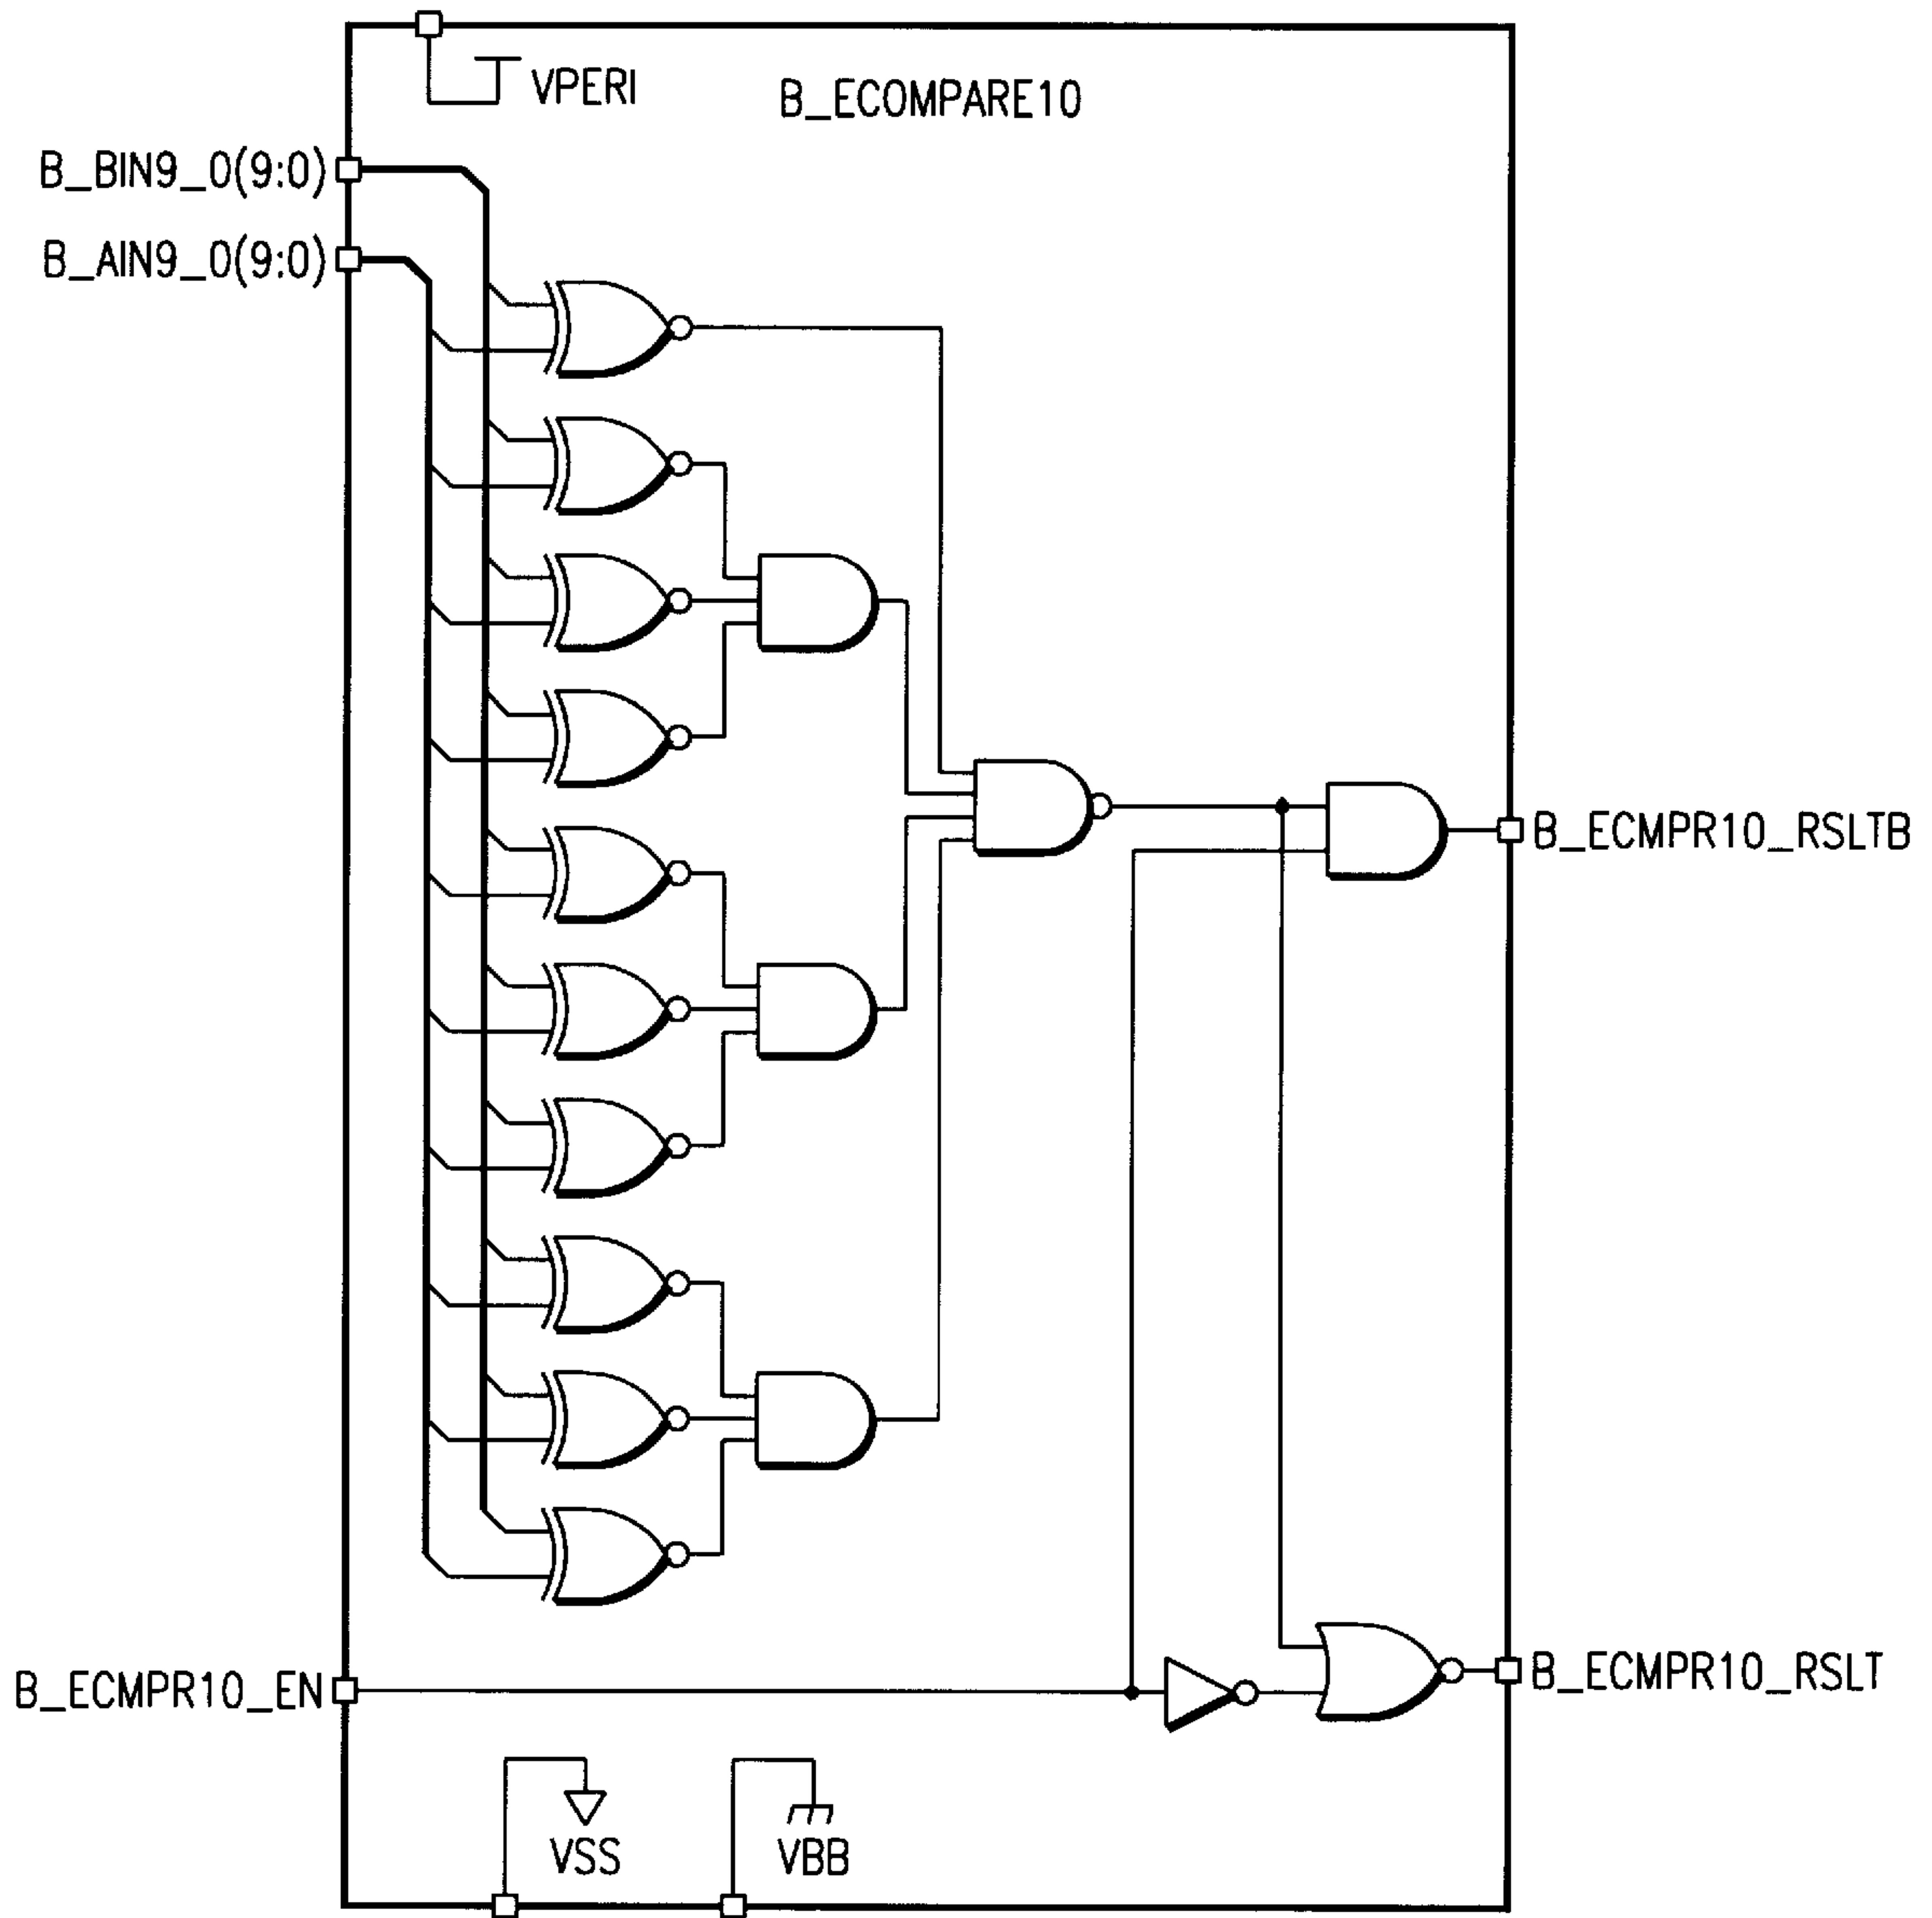 VPERI
B_ECOMPARE10
B_BIN9_0(9:0)
B_AIN9_0(9:0)
B_ECMPR10_RSLTB
B_ECMPR10_RSLT
B_ECMPR10_EN
VSS
VBB